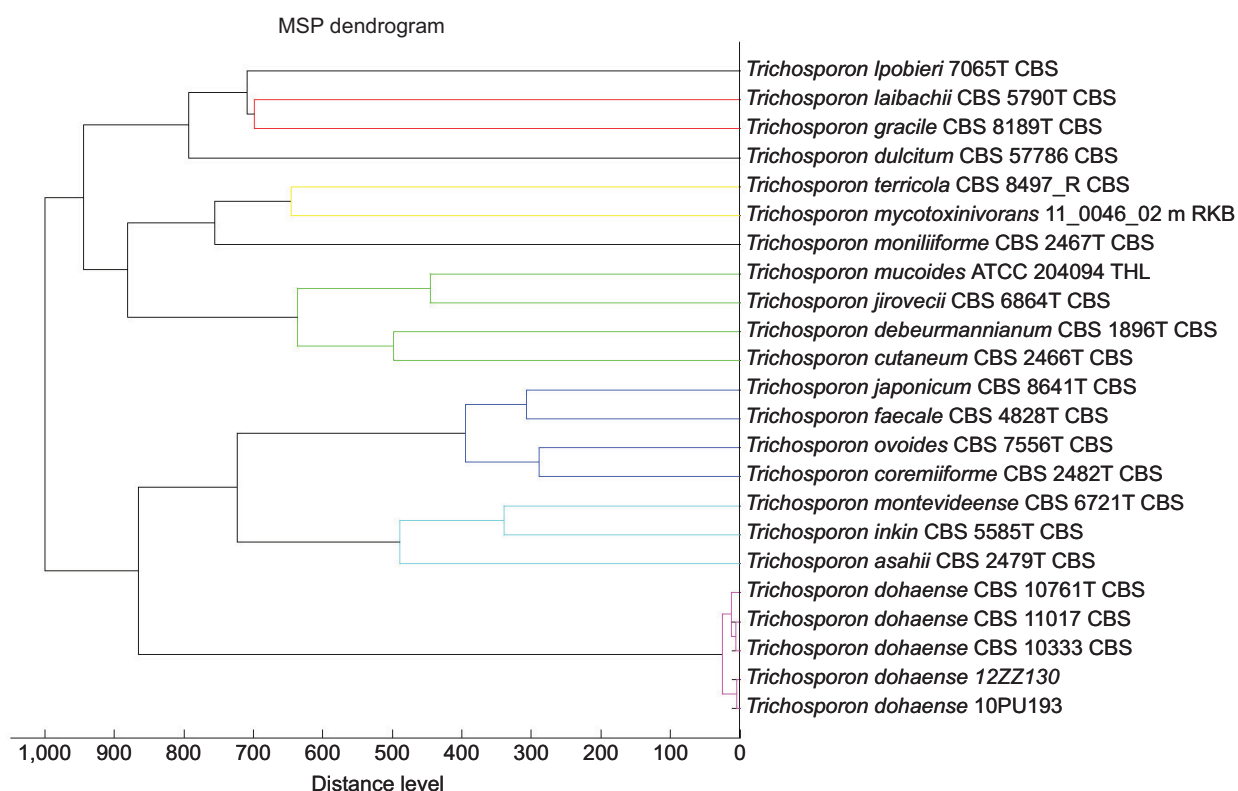 MSP dendrogram
Trichosporon lpobieri 7065T CBS
Trichosporon laibachii CBS 5790T CBS
Trichosporon gracile CBS 8189T CBS
Trichosporon dulcitum CBS 57786 CBS
Trichosporon terricola CBS 8497_R CBS
Trichosporon mycotoxinivorans 11_0046_02 m RKB
Trichosporon moniliiforme CBS 2467T CBS
Trichosporon mucoides ATCC 204094 THL
Trichosporon jirovecii CBS 6864T CBS
Trichosporon debeurmannianum CBS 1896T CBS
Trichosporon cutaneum CBS 2466T CBS
Trichosporon japonicum CBS 8641T CBS
Trichosporon faecale CBS 4828T CBS
Trichosporon ovoides CBS 7556T CBS
Trichosporon coremiiforme CBS 2482T CBS
Trichosporon montevideense CBS 6721T CBS
Trichosporon inkin CBS 5585T CBS
Trichosporon asahii CBS 2479T CBS
Trichosporon dohaense CBS 10761T CBS
Trichosporon dohaense CBS 11017 CBS
Trichosporon dohaense CBS 10333 CBS
Trichosporon dohaense 12ZZ130
Trichosporon dohaense 10PU193
1,000 900 800 700 600 500 400 300 200 100 0
Distance level